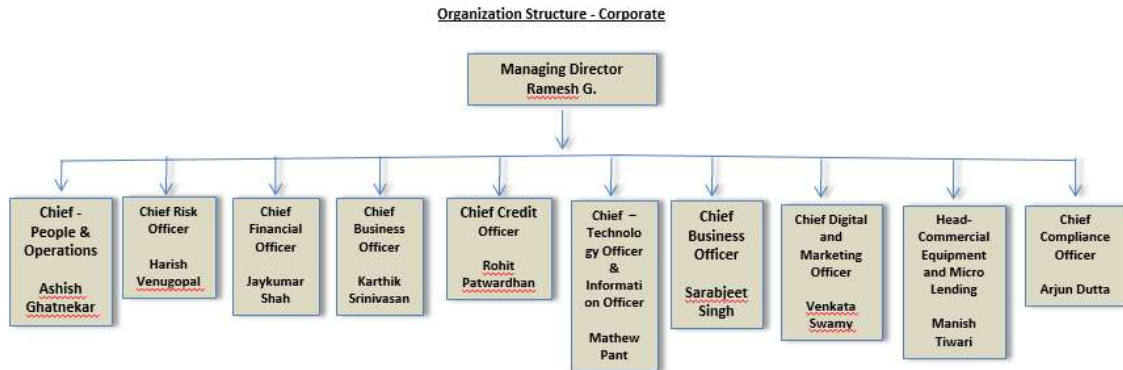 Organization Structure - Corporate
Managing Director
Ramesh G.
Chief -
People &
Operations
Ashish
Ghatnekar
Chief Risk
Officer
Harish
Venugopal
Chief
Financial
Officer
Jaykumar
Shah
Chief
Business
Officer
Karthik
Srinivasan
Chief Credit
Officer
Rohit
Patwardhan
Chief –
Technolo
gy Officer
&
Informati
on Officer
Mathew
Pant
Chief
Business
Officer
Sarabjeet
Singh
Chief Digital
and
Marketing
Officer
Venkata
Swamy
Head-
Commercial
Equipment
and Micro
Lending
Manish
Tiwari
Chief
Compliance
Officer
Arjun Dutta